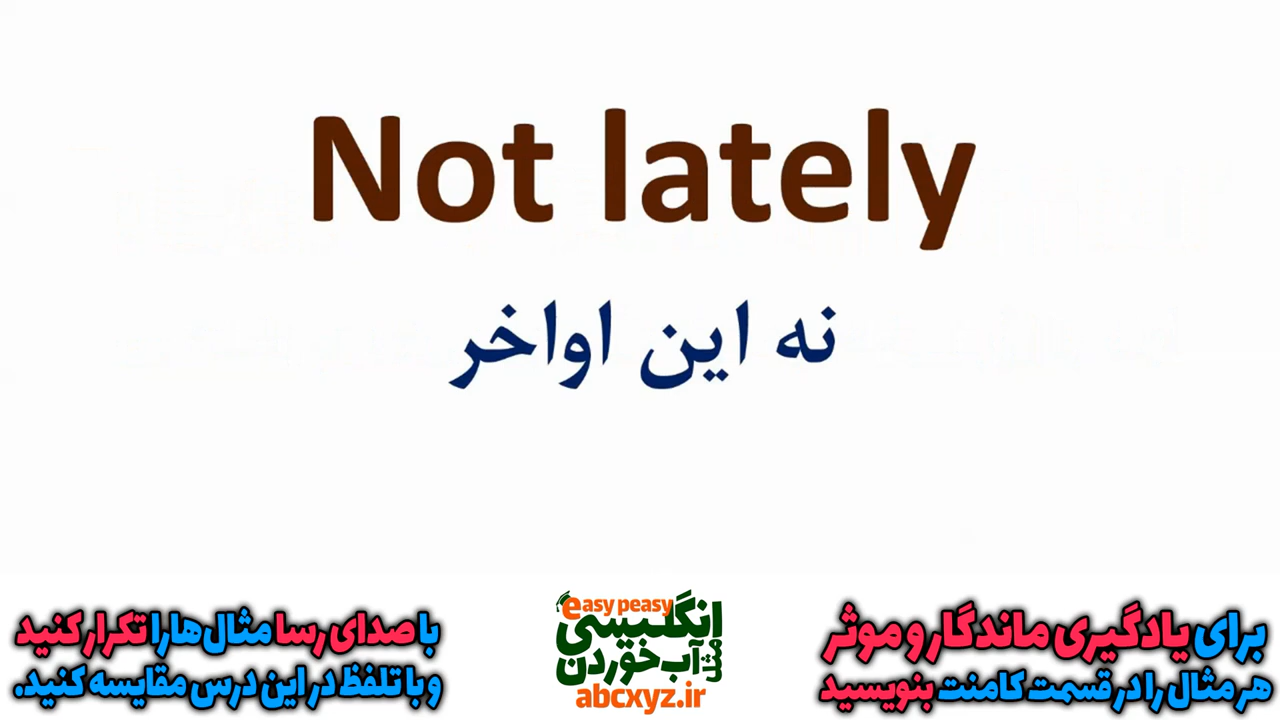 Not lately
نه این اواخر
برای یادگیری ماندگار و موثر
هر مثال را در قسمت کامنت بنویسید
easy peasy
انگلیسی
مثل آب خوردن
abcxyz.ir
با صدای رسا مثال‌ها را تکرار کنید
و با تلفظ در این درس مقایسه کنید.